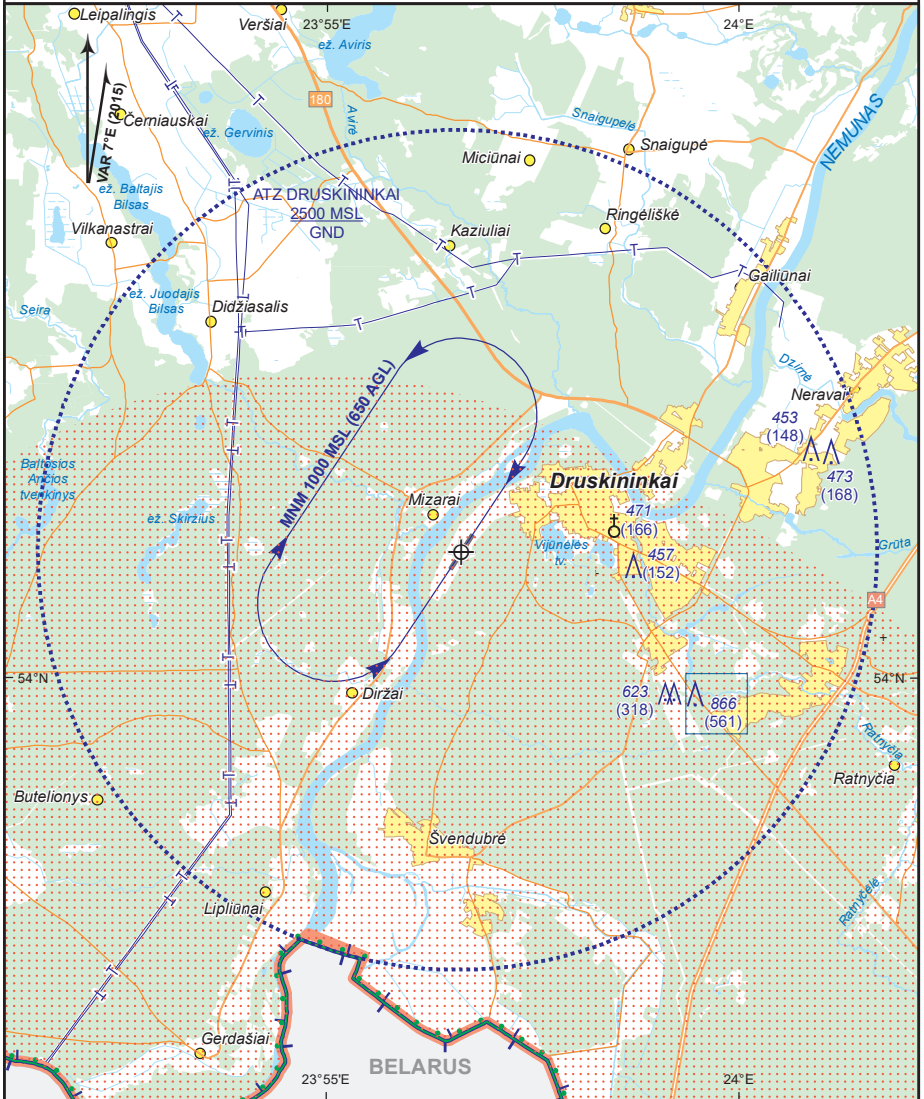 Leipalingis
Veršiai
23°55'E
24°E
ež. Aviris
180
Avirė
VAR 7°E (2015)
Černiauskai
ež. Gervinis
Snaigupelė
NEMUNAS
Snaigupė
Miciūnai
ež. Baltajis
Bilsas
ATZ DRUSKININKAI
2500 MSL
GND
Vilkanastrai
Kaziuliai
Ringėliškė
Gailiūnai
ež. Juodajis
Bilsas
Seira
Didžiasalis
MNM 1000 MSL (650 AGL)
Dzirnė
Neravai
453
(148)
473
(168)
Baltosios
Ančios
tvenkinys
Druskininkai
Mizarai
471
(166)
ež. Skirzius
Vijūnėlės
tv.
457
(152)
Grūta
A4
54°N
54°N
Diržai
623
(318)
866
(561)
Ratnyčia
Ratnyčia
Butelionys
Švendubrė
Lipliūnai
Ratnyčėlė
Gerdašiai
BELARUS
23°55'E
24°E